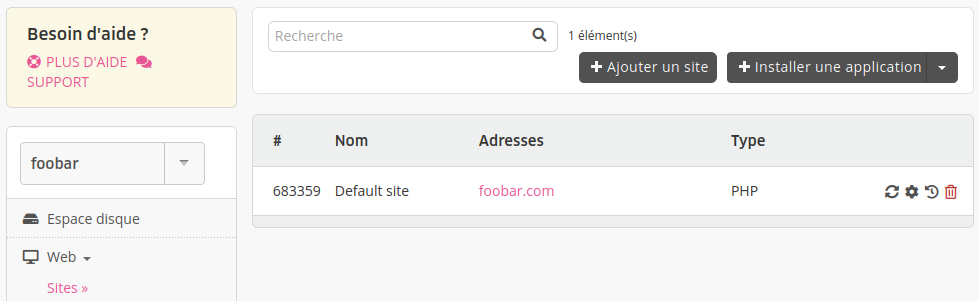 Besoin d'aide ?
PLUS D'AIDE
SUPPORT
foobar
Espace disque
Web
Sites »
Recherche
1 élément(s)
Ajouter un site
Installer une application
# Nom Adresses Type
683359 Default site foobar.com PHP